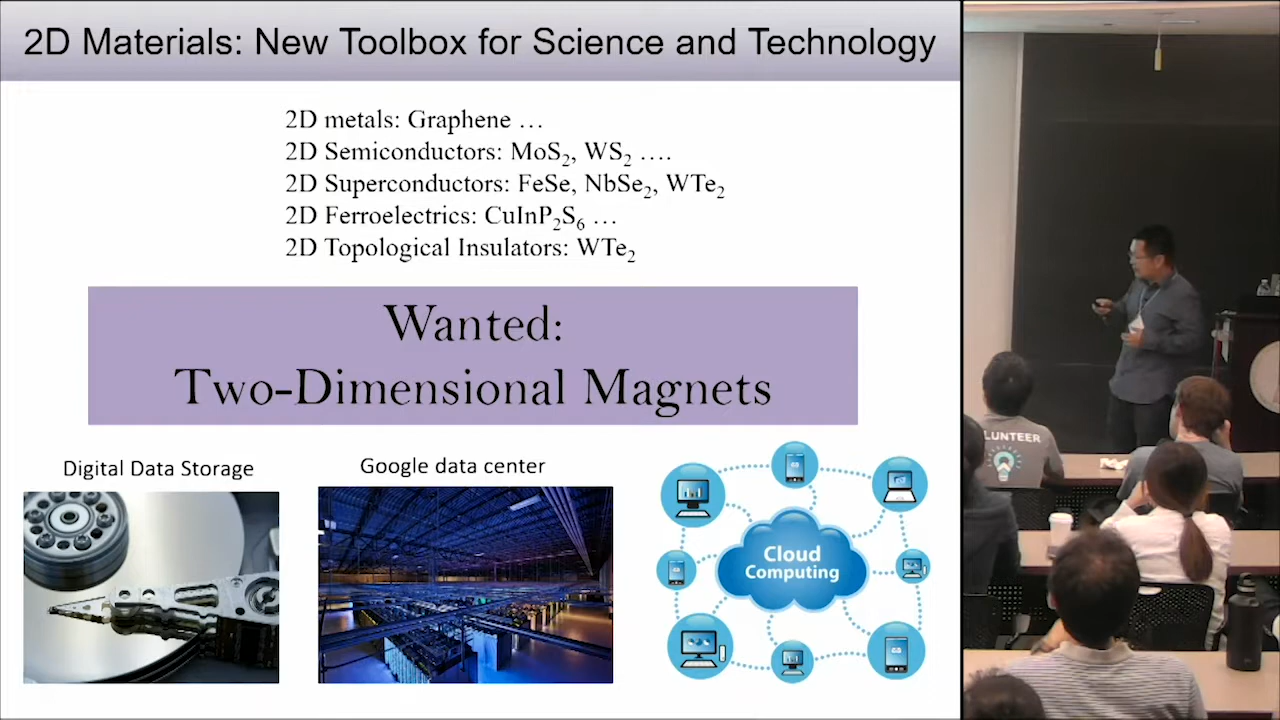 2D Materials: New Toolbox for Science and Technology
2D metals: Graphene …
2D Semiconductors: MoS₂, WS₂ ….
2D Superconductors: FeSe, NbSe₂, WTe₂
2D Ferroelectrics: CuInP₂S₆ …
2D Topological Insulators: WTe₂
Wanted:
Two-Dimensional Magnets
Digital Data Storage
Google data center
Cloud
Computing
LUNTEER